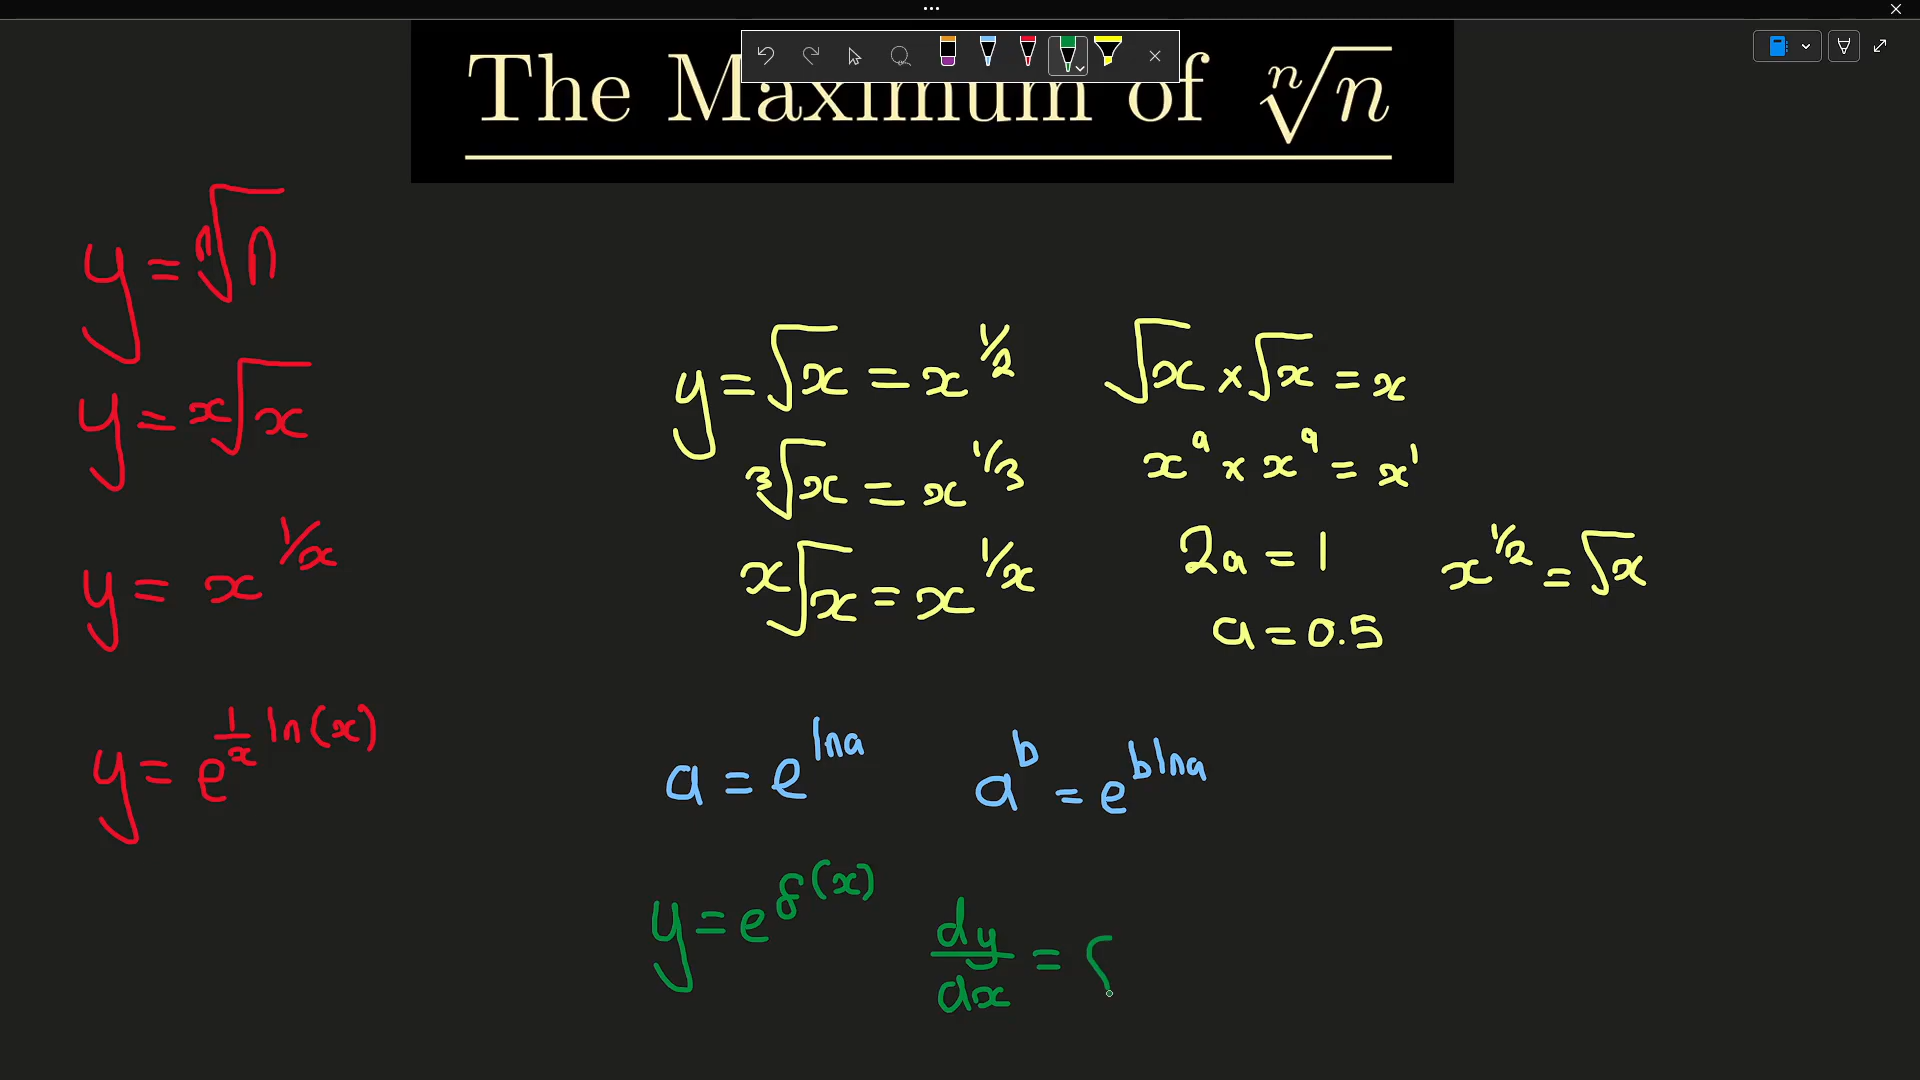 The Maximum of ⁿ√n
y = ⁿ√n
y = ˣ√x
y = x^(1/x)
y = e^(1/x ln(x))
y = √x = x^(1/2)
³√x = x^(1/3)
ˣ√x = x^(1/x)
√x × √x = x
x^a × x^a = x^1
2a = 1
a = 0.5
x^(1/2) = √x
a = e^(ln a)
a^b = e^(b ln a)
y = e^f(x)
dy/dx =